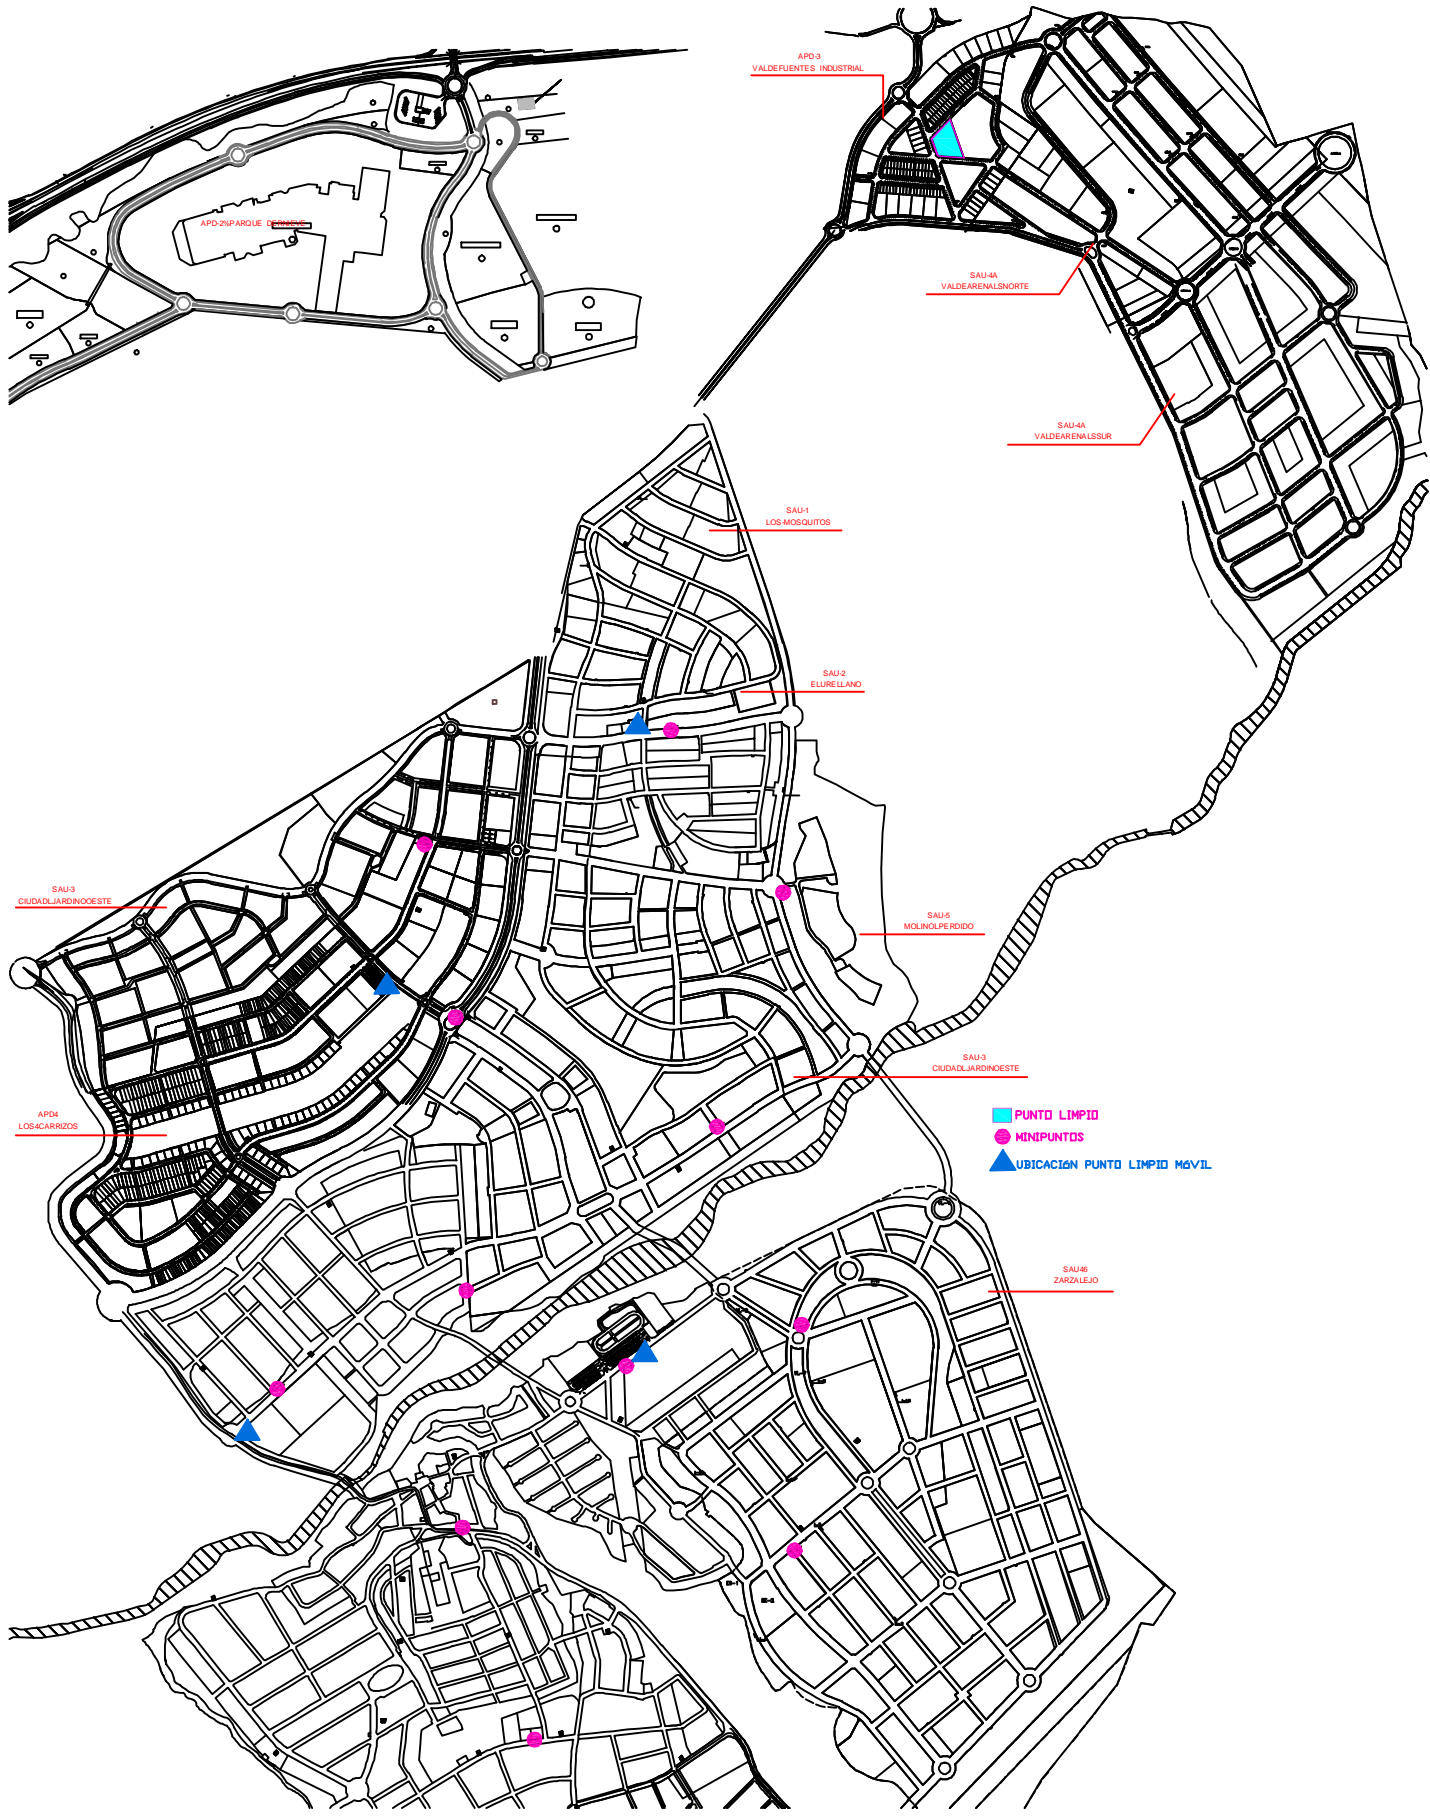 APD-3
VALDEFUENTES INDUSTRIAL
SAU-4A
VALDEARENALSNORTE
SAU-4A
VALDEARENALSSUR
SAU-1
LOS-MOSQUITOS
SAU-2
ELURELLANO
SAU-3
CIUDADLJARDINOOESTE
SAU-5
MOLINOLPERDIDO
SAU-3
CIUDADLJARDINOESTE
APD4
LOS4CARRIZOS
PUNTO LIMPIO
MINIPUNTOS
UBICACIóN PUNTO LIMPIO MóVIL
SAU46
ZARZALEJO
APD-2%PARQUE